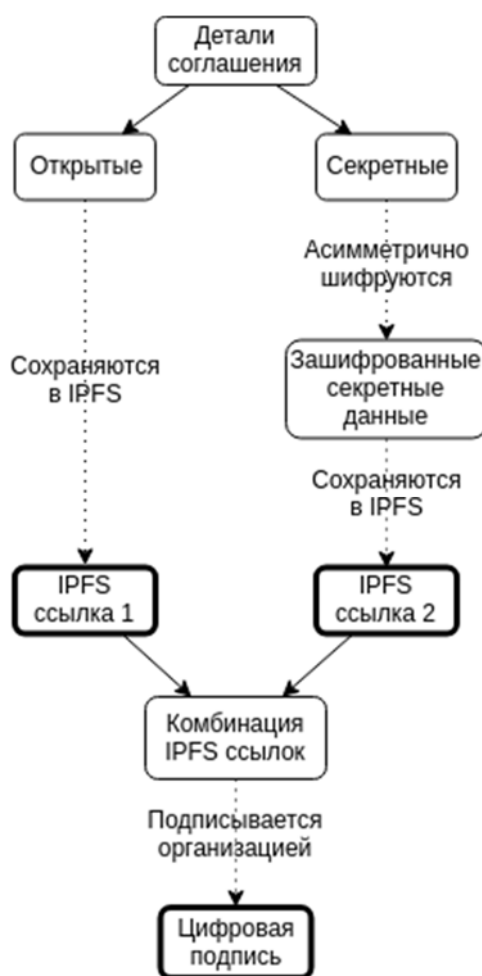 Детали
соглашения
Открытые
Секретные
Асимметрично
шифруются
Сохраняются
в IPFS
Зашифрованные
секретные
данные
Сохраняются
в IPFS
IPFS
ссылка 1
IPFS
ссылка 2
Комбинация
IPFS ссылок
Подписывается
организацией
Цифровая
подпись